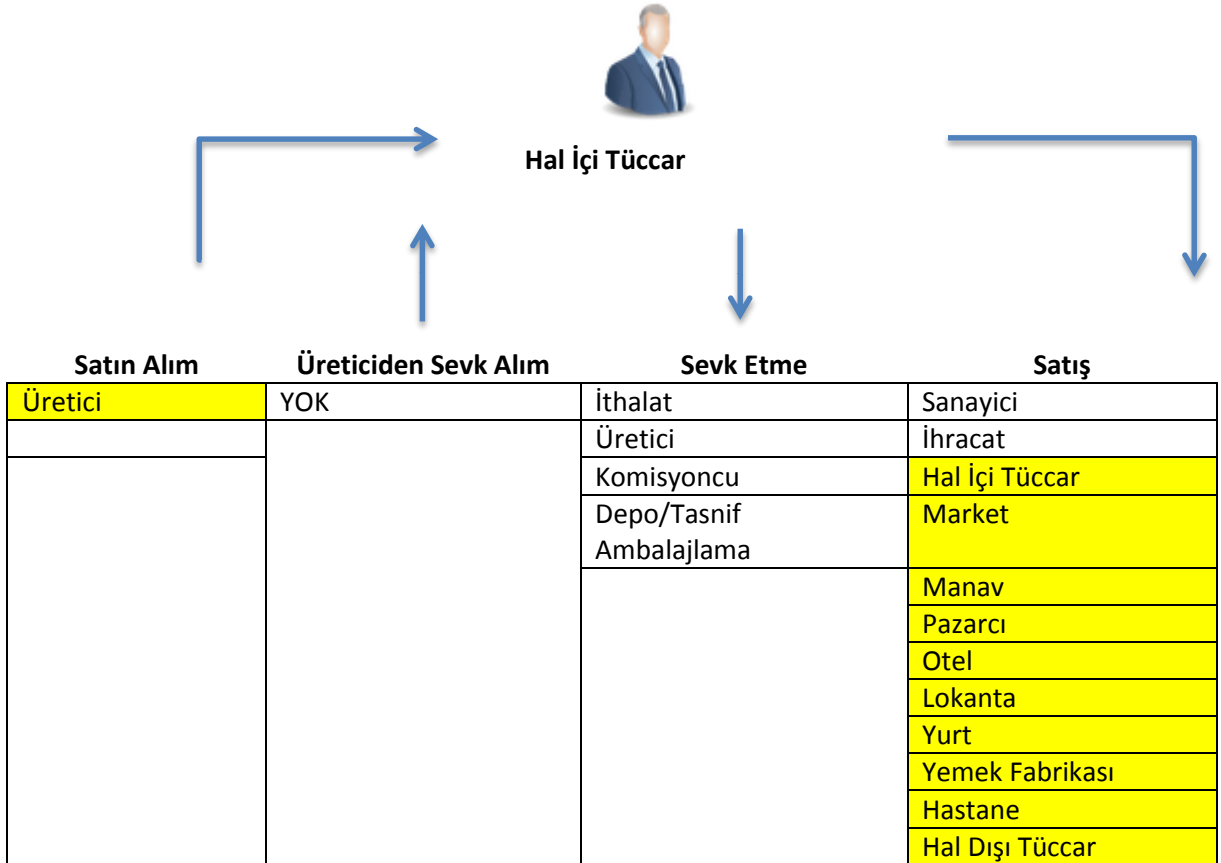 Hal İçi Tüccar
Satın Alım Üreticiden Sevk Alım Sevk Etme Satış
Üretici YOK İthalat Sanayici
Üretici İhracat
Komisyoncu Hal İçi Tüccar
Depo/Tasnif Market
Ambalajlama
Manav
Pazarcı
Otel
Lokanta
Yurt
Yemek Fabrikası
Hastane
Hal Dışı Tüccar